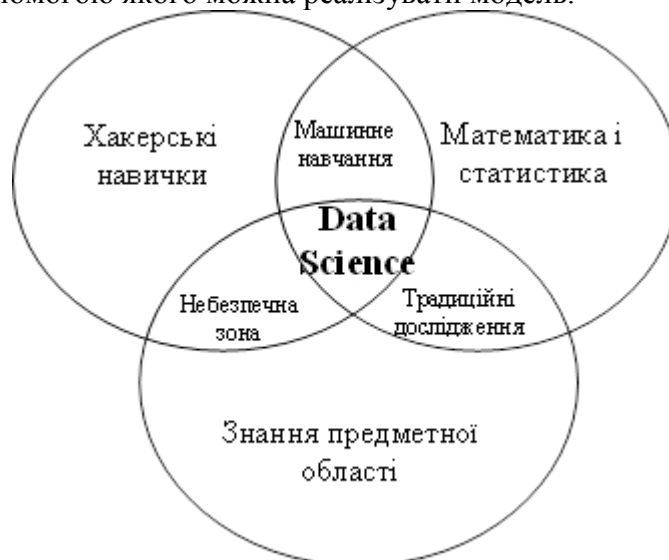 якого можна реалізувати модель.
Хакерські
навички
Машинне
навчання
Математика і
статистика
Data
Science
Небезпечна
зона
Традиційні
дослідження
Знання предметної
області